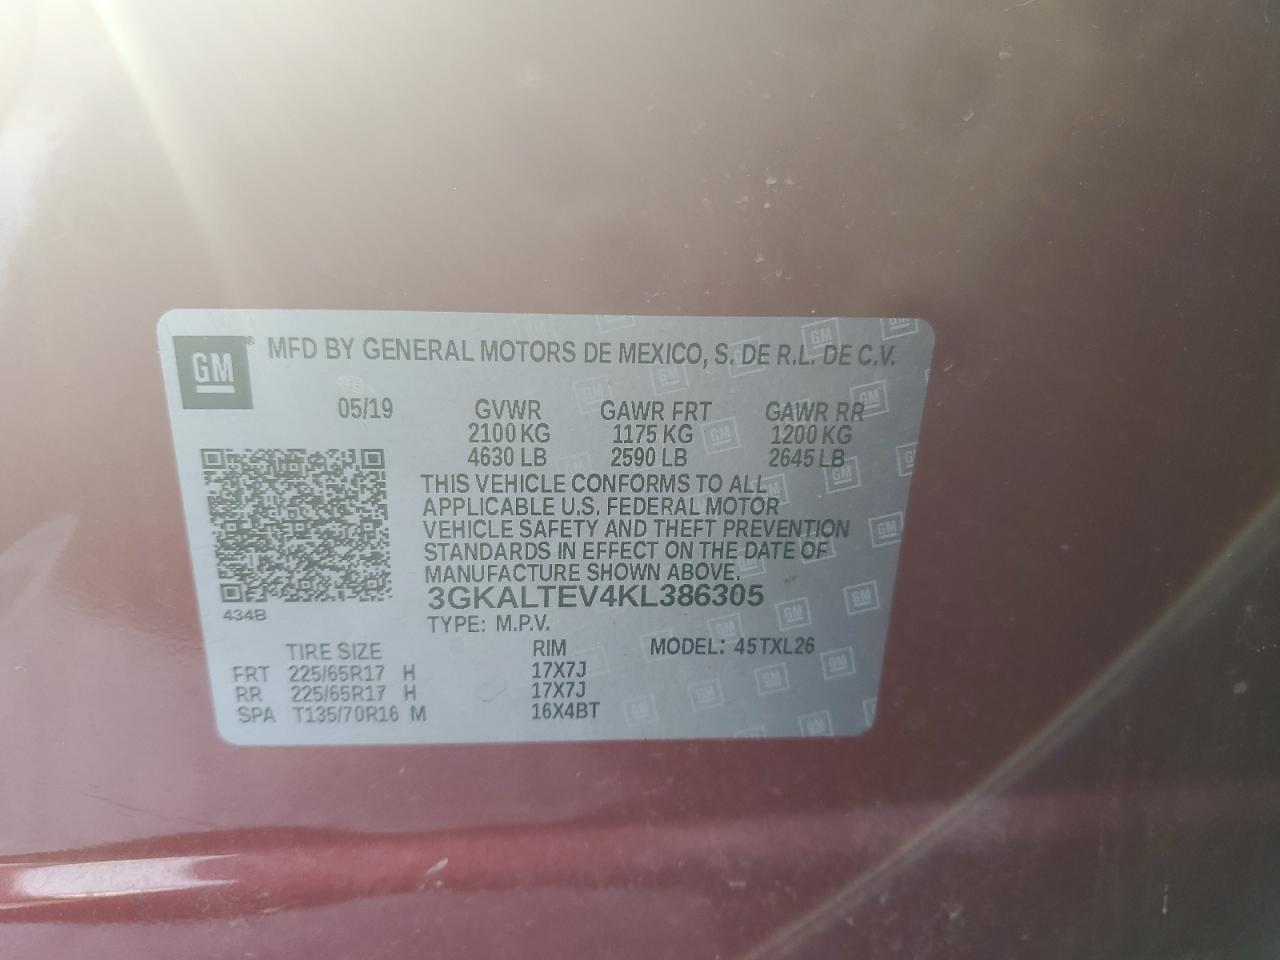 GM® MFD BY GENERAL MOTORS DE MEXICO, S. DE R.L. DE C.V.
05/19 GVWR GAWR FRT GAWR RR
2100 KG 1175 KG 1200 KG
4630 LB 2590 LB 2645 LB
THIS VEHICLE CONFORMS TO ALL
APPLICABLE U.S. FEDERAL MOTOR
VEHICLE SAFETY AND THEFT PREVENTION
STANDARDS IN EFFECT ON THE DATE OF
MANUFACTURE SHOWN ABOVE.
3GKALTEV4KL386305
434B
TYPE: M.P.V.
TIRE SIZE RIM MODEL: 45TXL26
FRT 225/65R17 H 17X7J
RR 225/65R17 H 17X7J
SPA T135/70R16 M 16X4BT